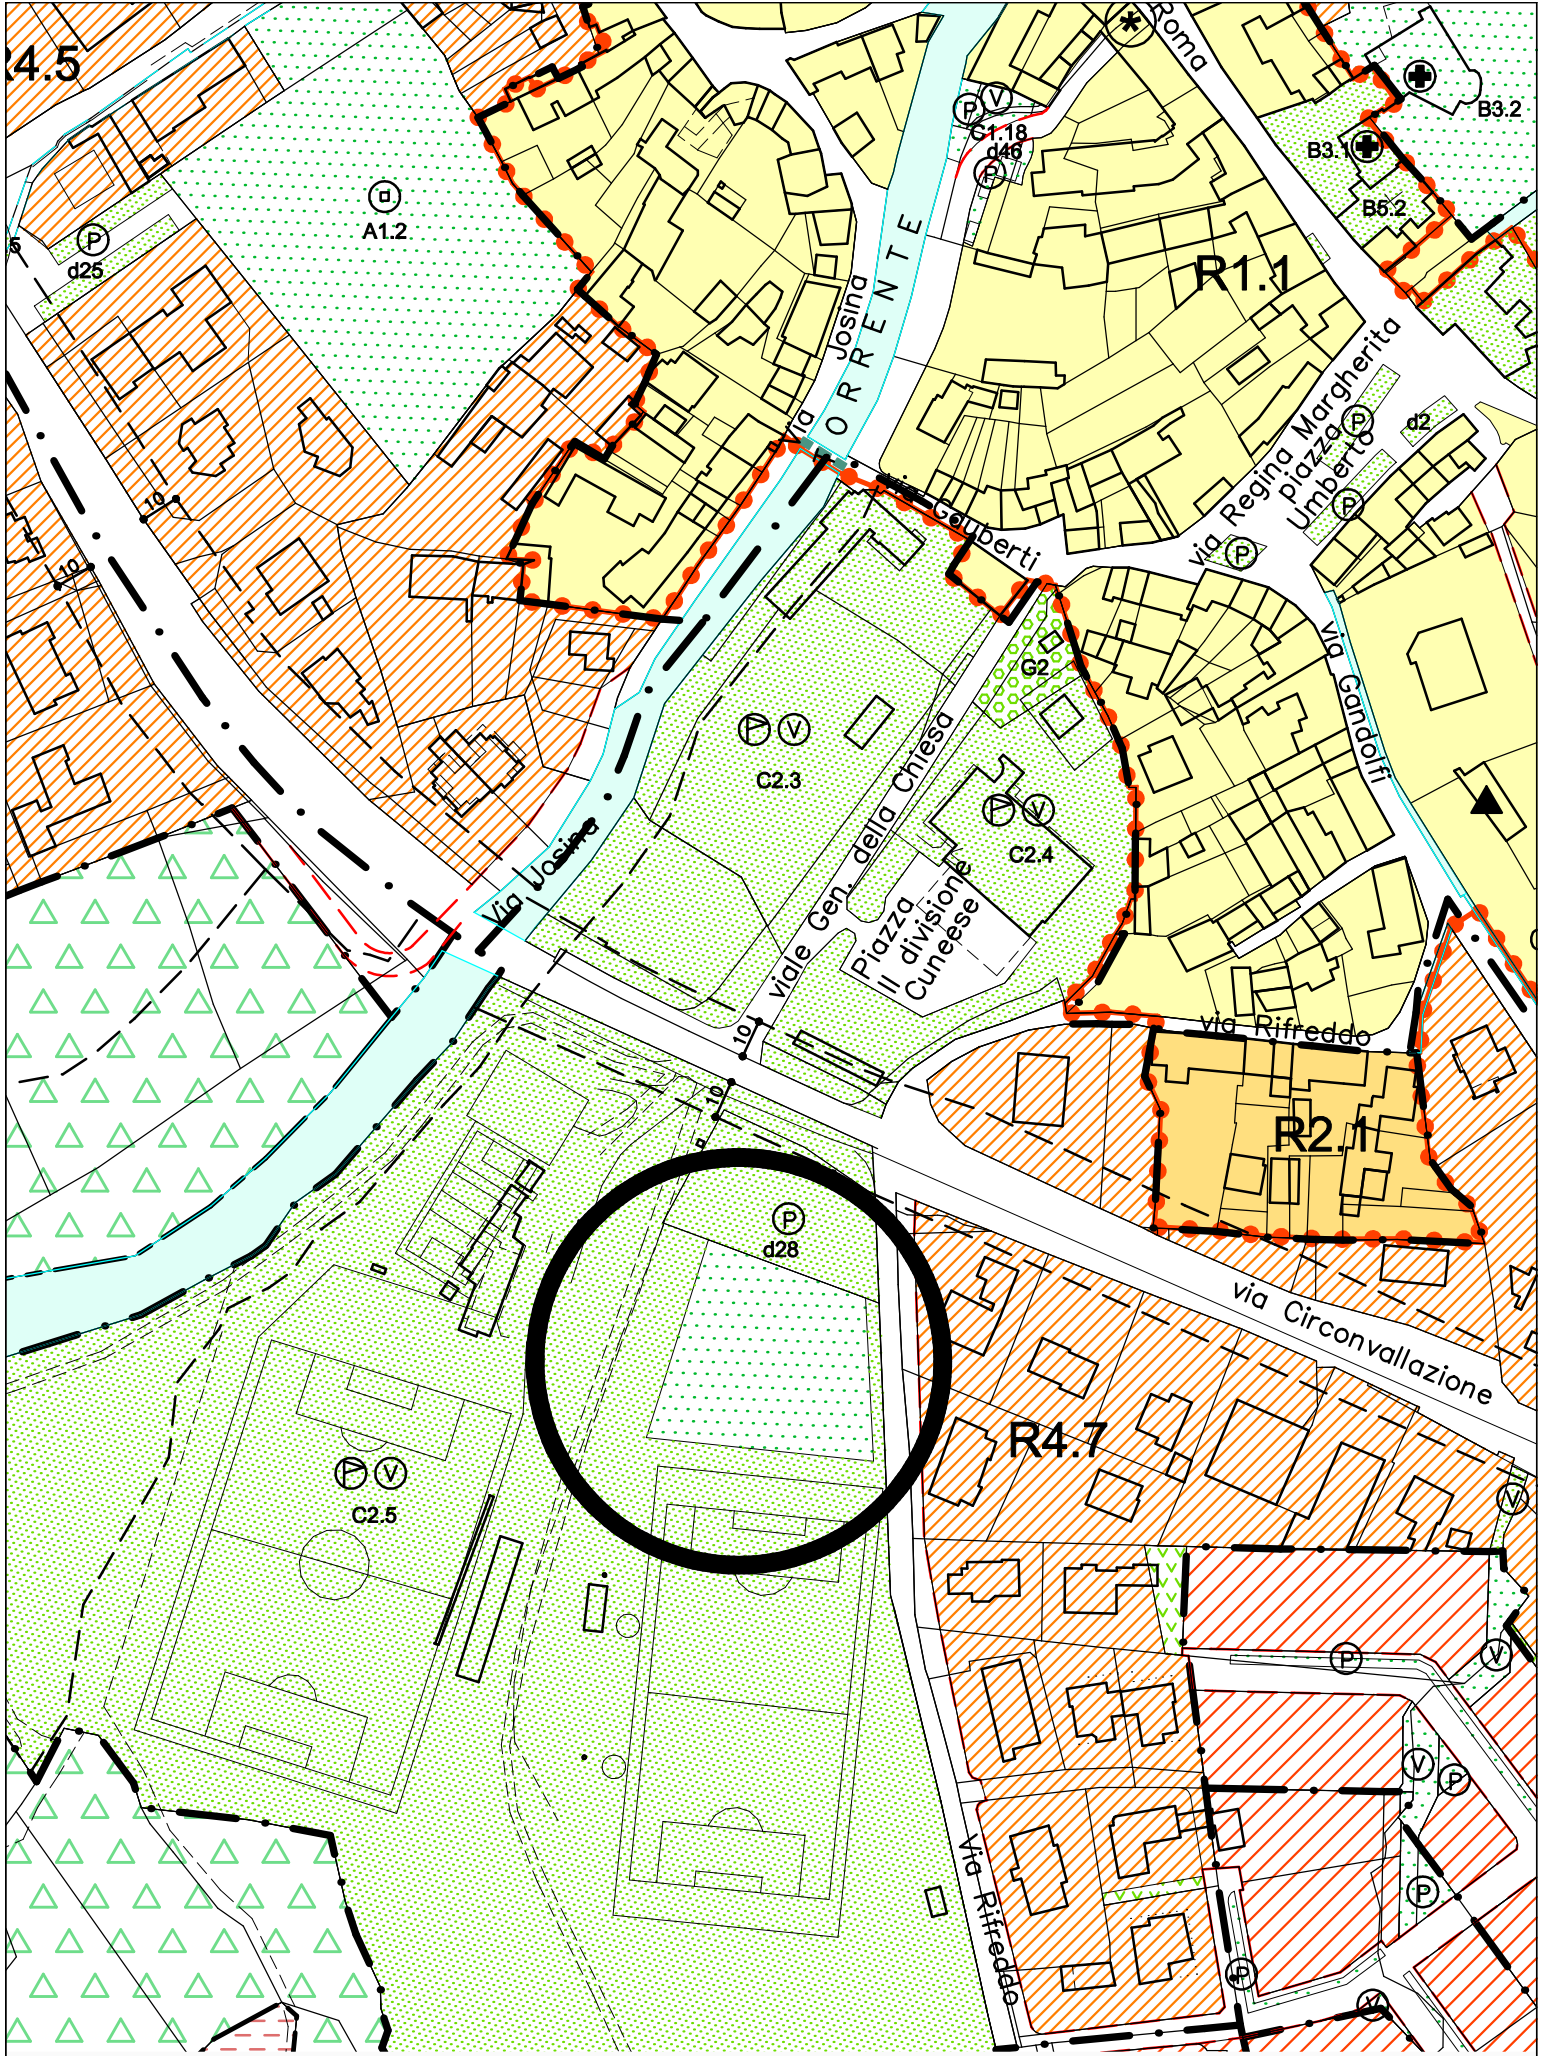 R4.5
*
Roma
B3.2
P
V
C1.18
d46
P
B3.1
B5.2
A1.2
P
d25
5
R1.1
via Josina
TORRENTE
via Regina Margherita
piazza
Umberto
P
d2
P
P
via Gauberti
10
10
G2
via Gandolfi
V
C2.3
V
C2.4
viale Gen. della Chiesa
Piazza
II divisione
Cuneese
Via Josina
10
10
via Rifreddo
R2.1
P
d28
via Circonvallazione
R4.7
V
C2.5
V
P
V
V
P
P
Via Rifreddo
P
V